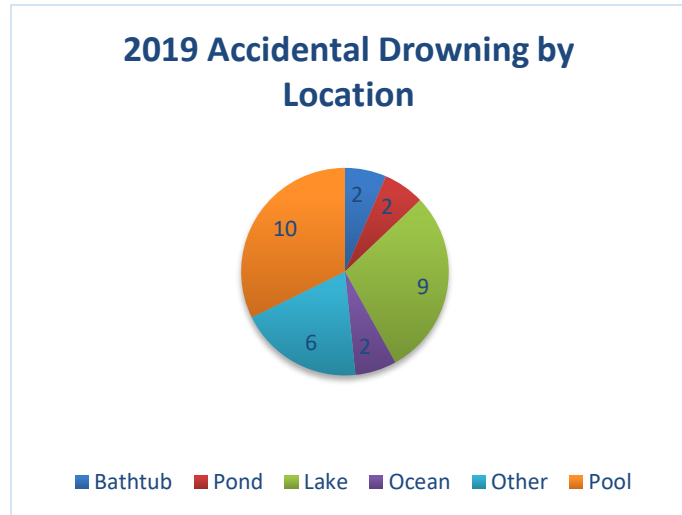 2019 Accidental Drowning by
Location
2
2
10
9
6
2
Bathtub Pond Lake Ocean Other Pool